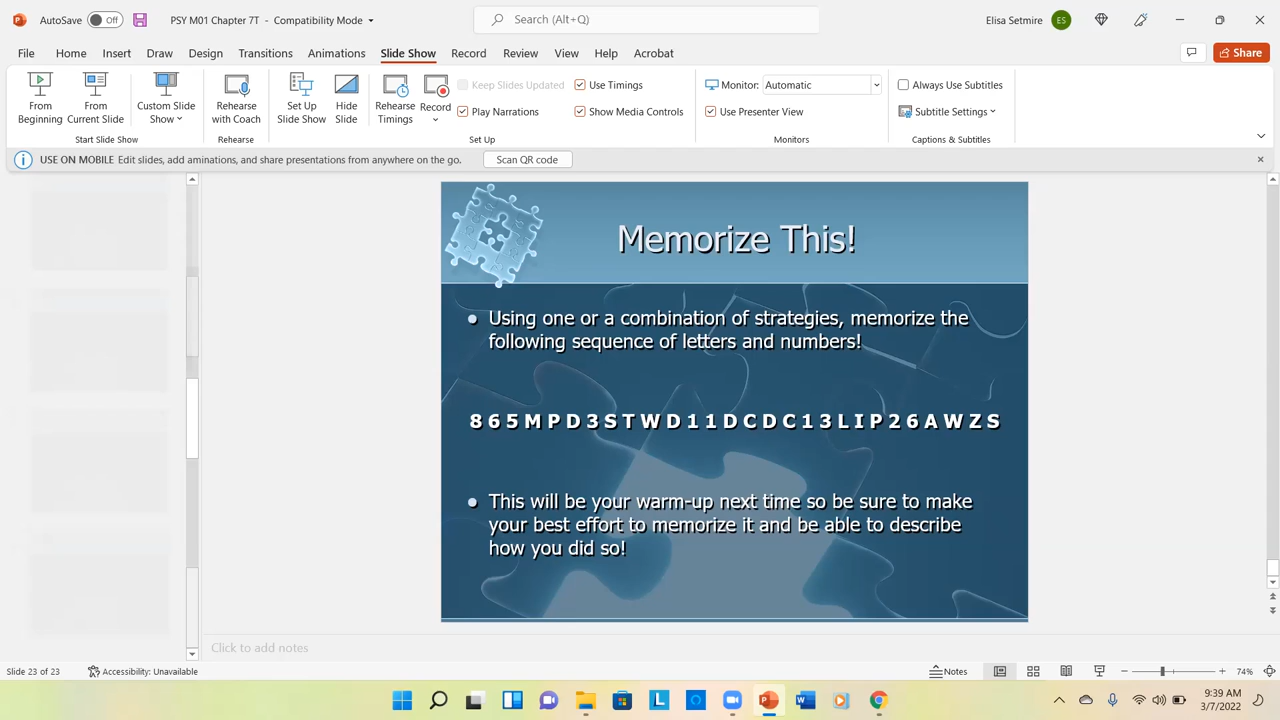 AutoSave Off PSY M01 Chapter 7T - Compatibility Mode Search (Alt+Q) Elisa Setmire ES
File Home Insert Draw Design Transitions Animations Slide Show Record Review View Help Acrobat Share
From Beginning From Current Slide Custom Slide Show Rehearse with Coach Set Up Slide Show Hide Slide Rehearse Timings Record
Keep Slides Updated Use Timings Monitor: Automatic Always Use Subtitles
Play Narrations Show Media Controls Use Presenter View Subtitle Settings
Start Slide Show Rehearse Set Up Monitors Captions & Subtitles
USE ON MOBILE Edit slides, add aminations, and share presentations from anywhere on the go. Scan QR code
Memorize This!
Using one or a combination of strategies, memorize the
following sequence of letters and numbers!
8 6 5 M P D 3 S T W D 1 1 D C D C 1 3 L I P 2 6 A W Z S
This will be your warm-up next time so be sure to make
your best effort to memorize it and be able to describe
how you did so!
Click to add notes
Slide 23 of 23 Accessibility: Unavailable Notes 74%
9:39 AM
3/7/2022